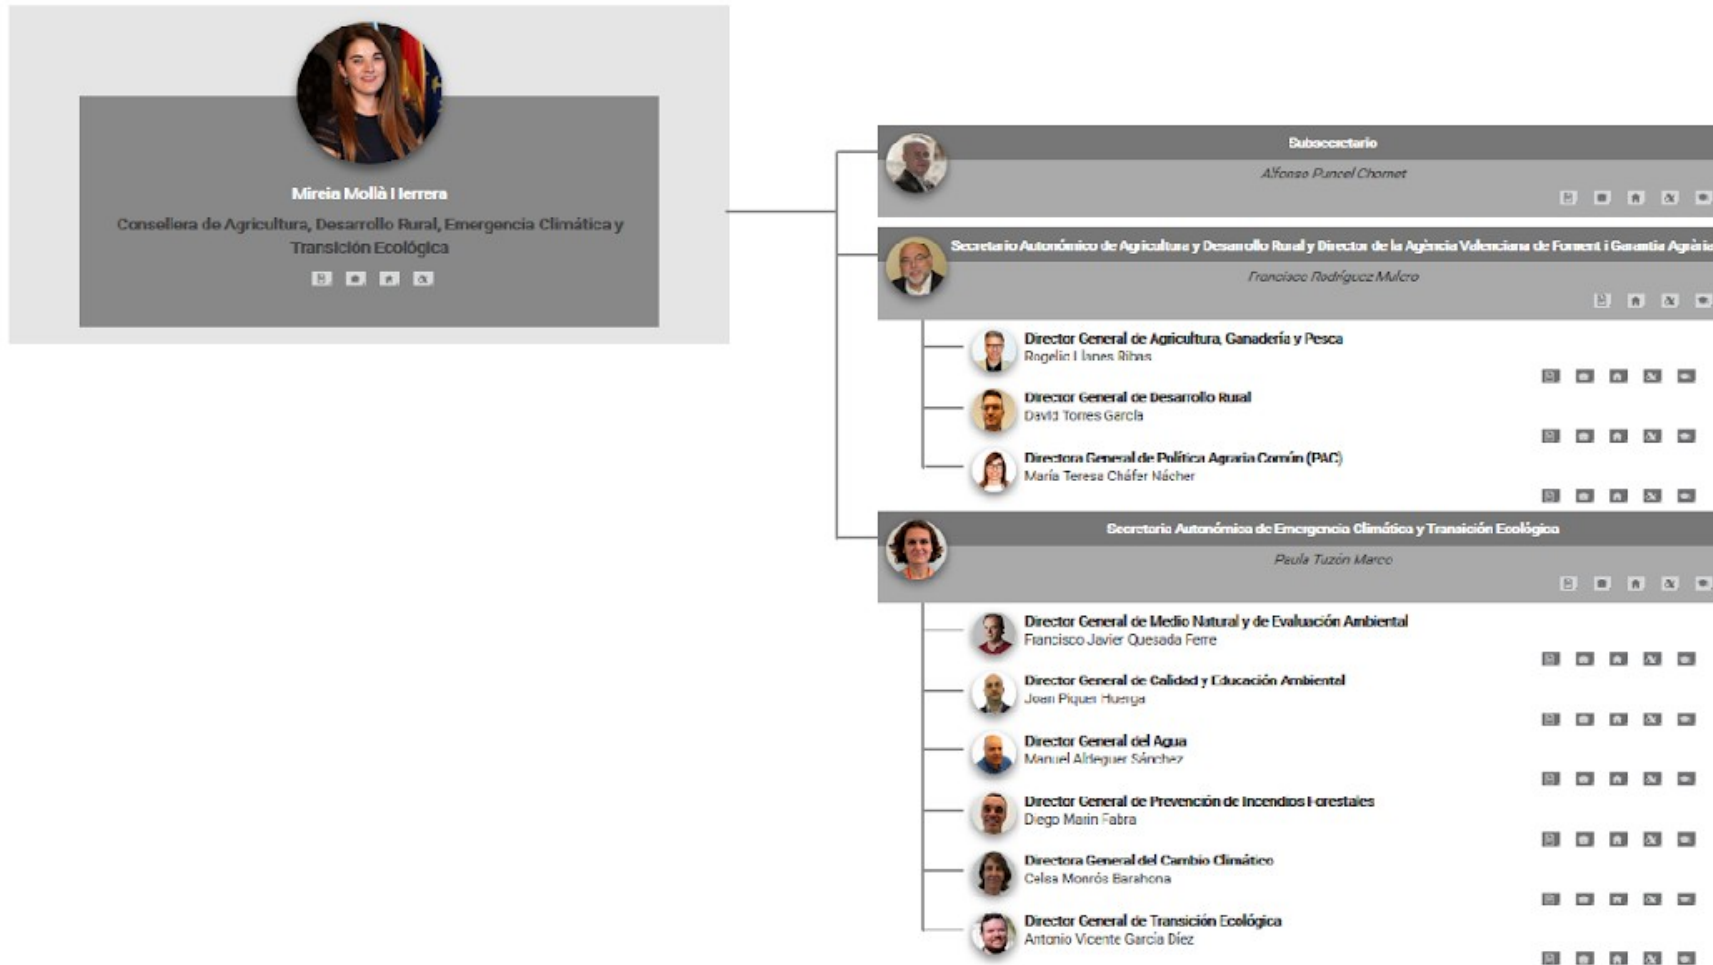 Mireia Mollà Herrera
Consellera de Agricultura, Desarrollo Rural, Emergencia Climática y
Transición Ecológica
Subsecretario
Alfonso Puncel Chornet
Secretario Autonómico de Agricultura y Desarrollo Rural y Director de la Agència Valenciana de Foment i Garantia Agrària
Francisco Rodríguez Mulero
Director General de Agricultura, Ganadería y Pesca
Rogelio Llanes Ribas
Director General de Desarrollo Rural
David Torres García
Directora General de Política Agraria Común (PAC)
María Teresa Cháfer Nácher
Secretaria Autonómica de Emergencia Climática y Transición Ecológica
Paula Tuzón Marco
Director General de Medio Natural y de Evaluación Ambiental
Francisco Javier Quesada Ferre
Director General de Calidad y Educación Ambiental
Joan Piquer Huerga
Director General del Agua
Manuel Aldeguer Sánchez
Director General de Prevención de Incendios Forestales
Diego Marin Fabra
Directora General del Cambio Climático
Celsa Monrós Barahona
Director General de Transición Ecológica
Antonio Vicente García Díez